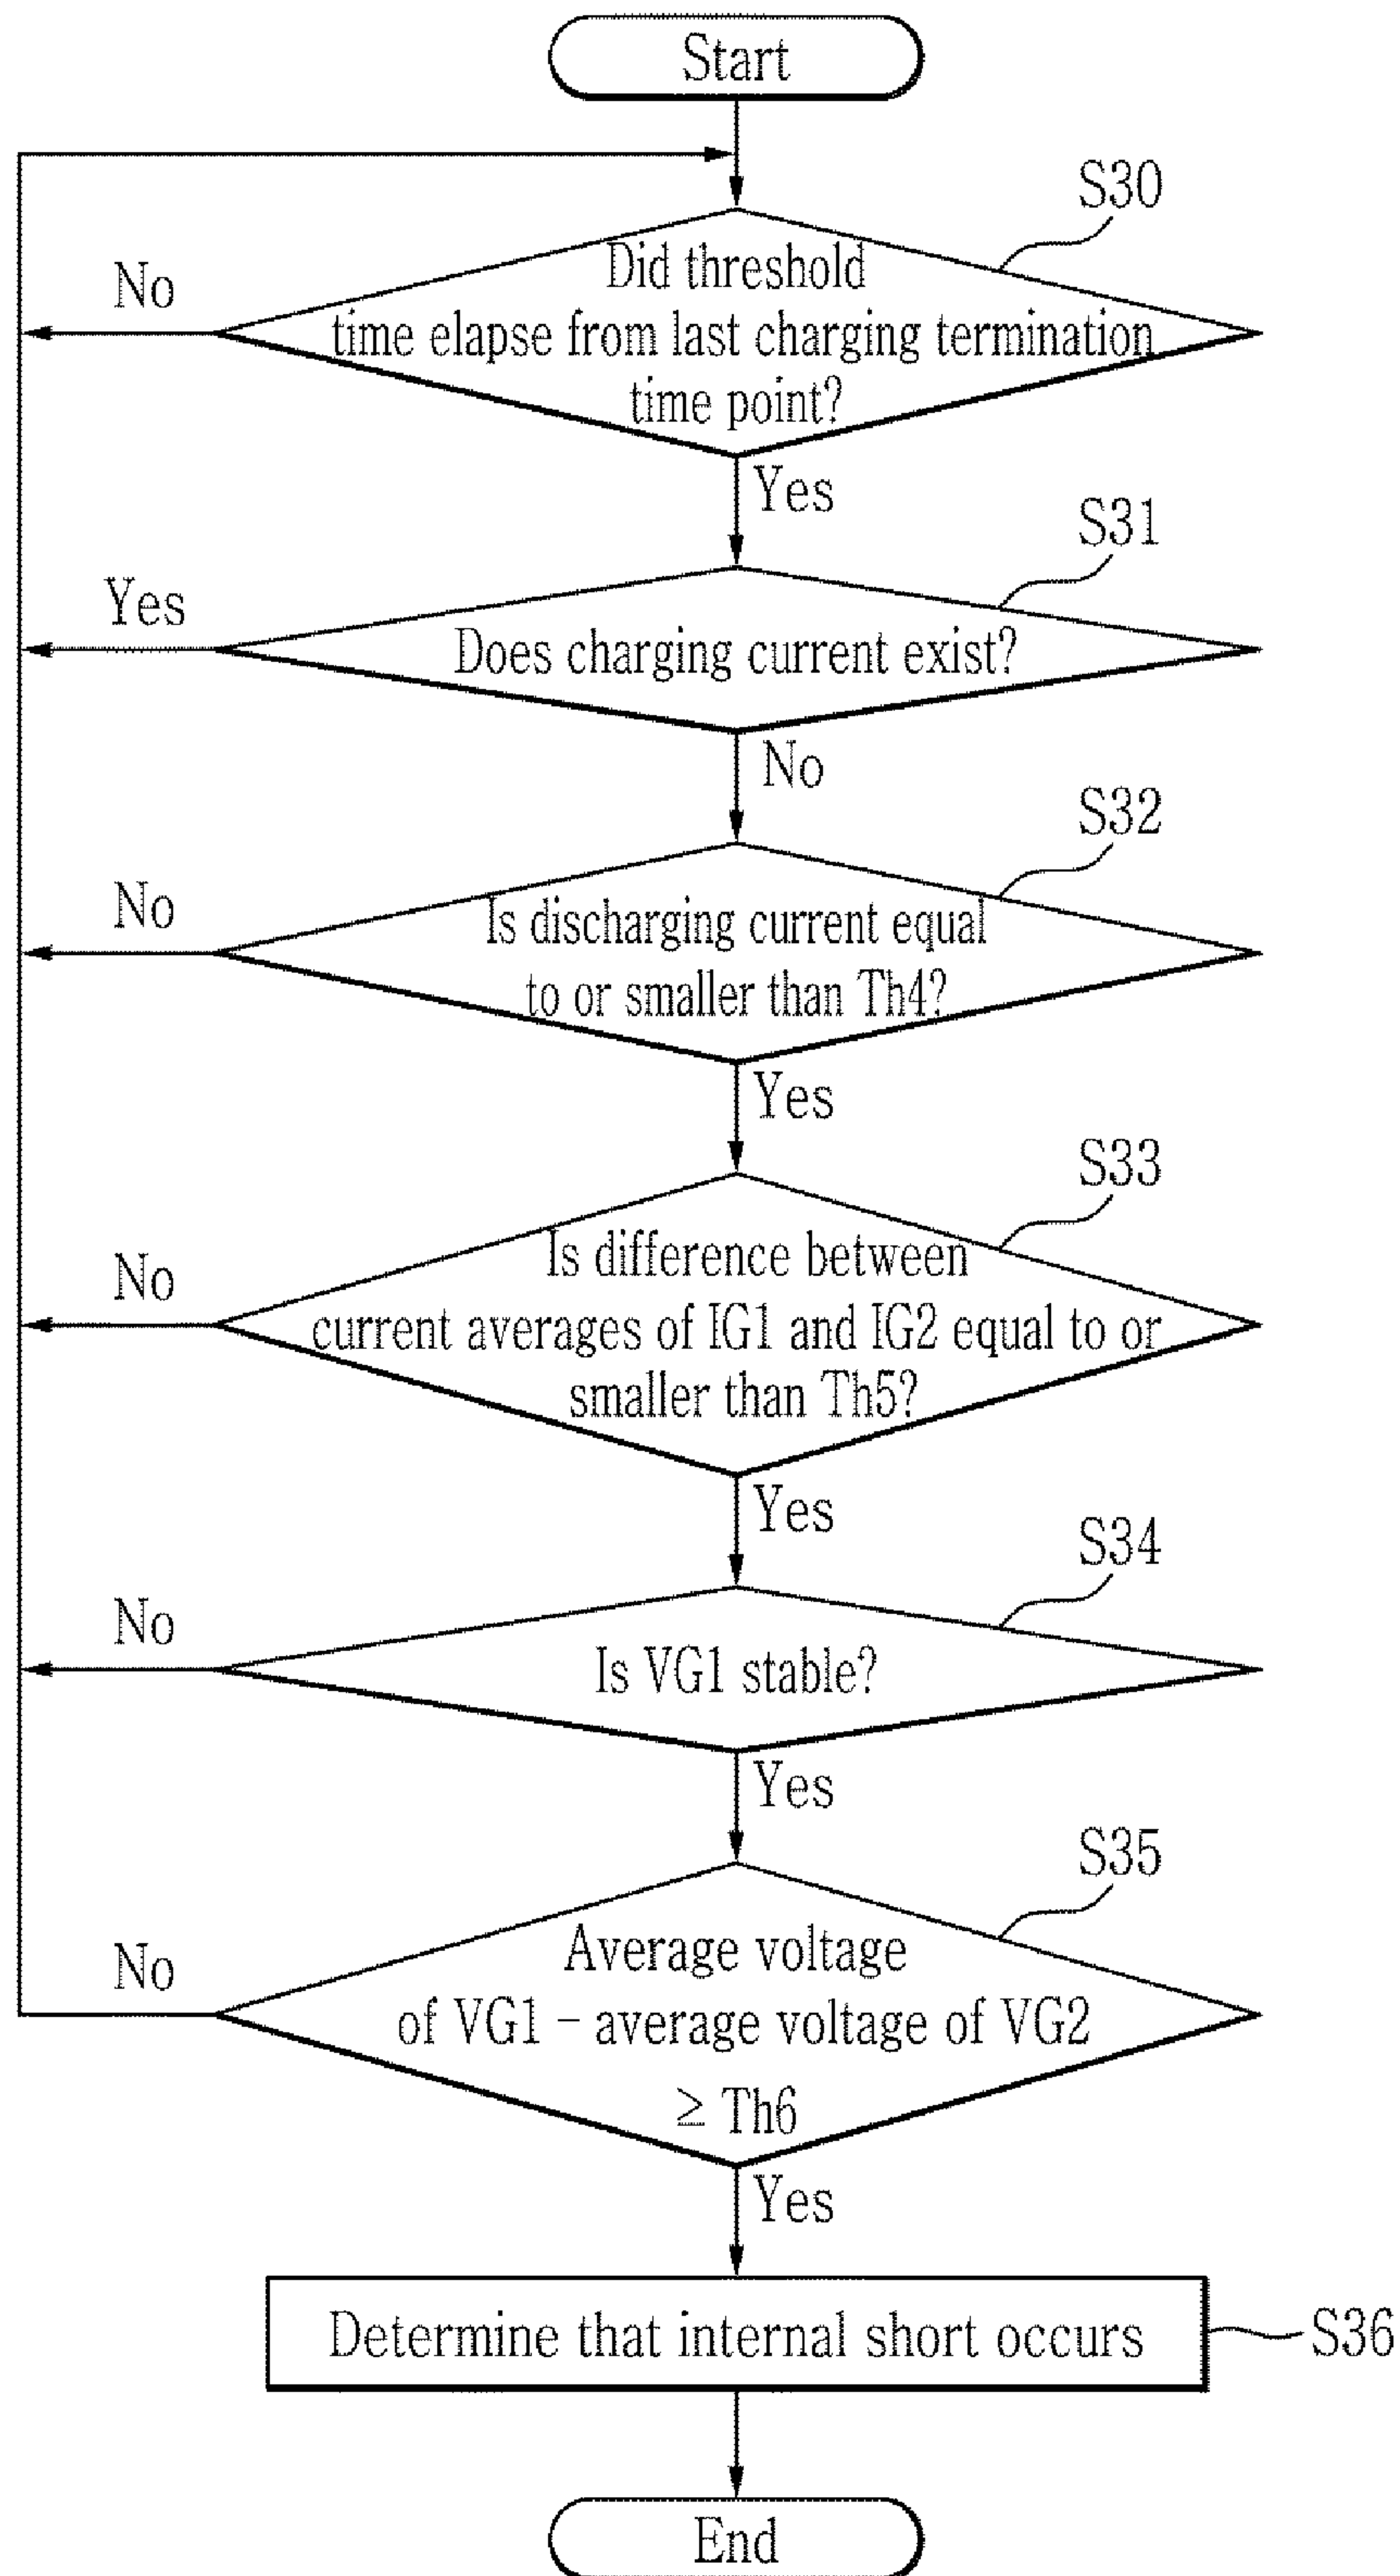 Start
S30
Did threshold
time elapse from last charging termination
time point?
No
Yes
S31
Does charging current exist?
Yes
No
S32
Is discharging current equal
to or smaller than Th4?
No
Yes
S33
Is difference between
current averages of IG1 and IG2 equal to or
smaller than Th5?
No
Yes
S34
Is VG1 stable?
No
Yes
S35
Average voltage
of VG1 – average voltage of VG2
≥ Th6
No
Yes
Determine that internal short occurs
S36
End